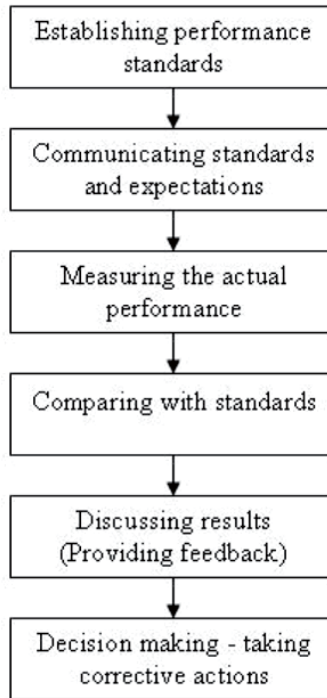 Establishing performance
standards
Communicating standards
and expectations
Measuring the actual
performance
Comparing with standards
Discussing results
(Providing feedback)
Decision making - taking
corrective actions